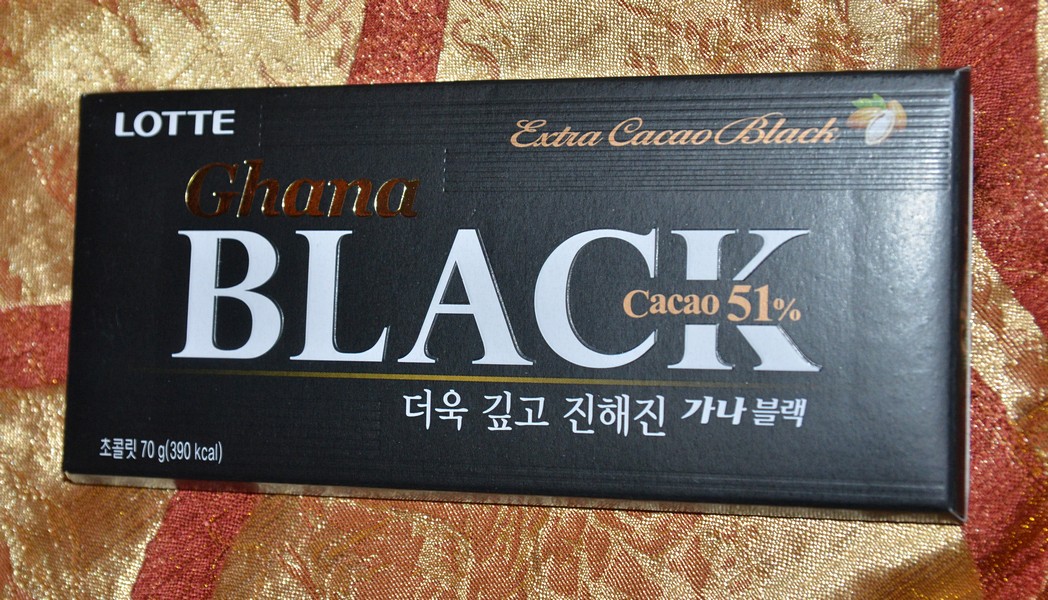 LOTTE
Extra Cacao Black
Ghana
BLACK
Cacao 51%
더욱 깊고 진해진 가나 블랙
초콜릿 70 g(390 kcal)